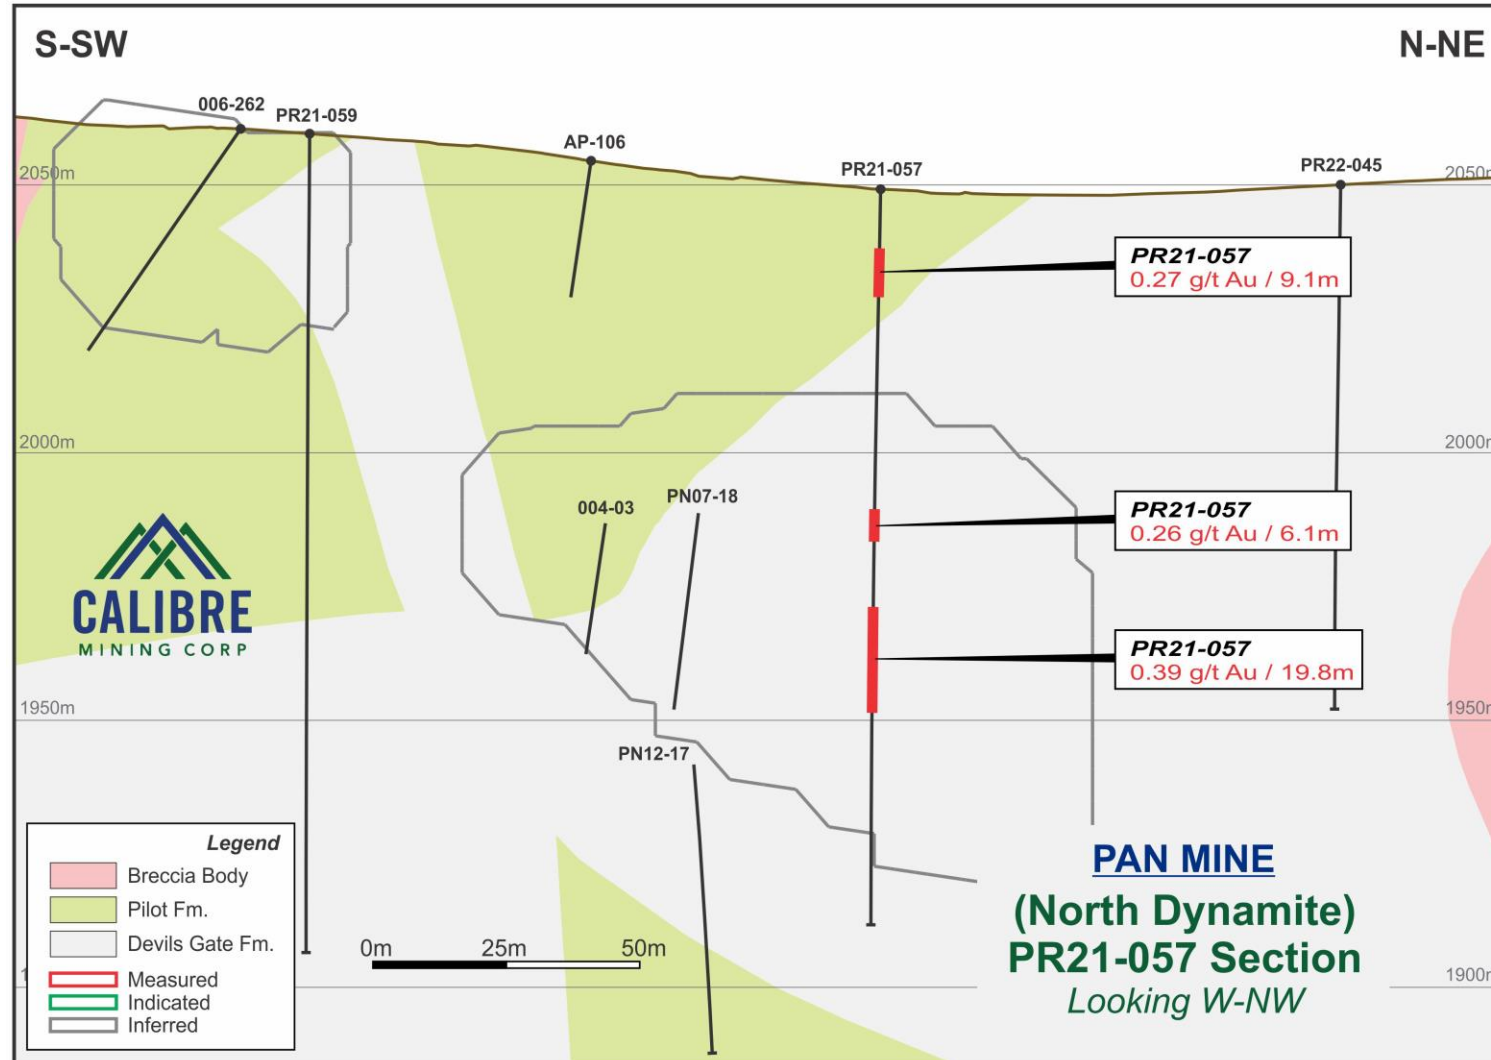 S-SW
N-NE
006-262
PR21-059
AP-106
PR21-057
PR22-045
2050m
2050m
PR21-057
0.27 g/t Au / 9.1m
2000m
2000m
004-03
PN07-18
PR21-057
0.26 g/t Au / 6.1m
CALIBRE
MINING CORP
PR21-057
0.39 g/t Au / 19.8m
1950m
1950m
PN12-17
Legend
Breccia Body
Pilot Fm.
Devils Gate Fm.
Measured
Indicated
Inferred
0m 25m 50m
PAN MINE
(North Dynamite)
PR21-057 Section
Looking W-NW
1900m